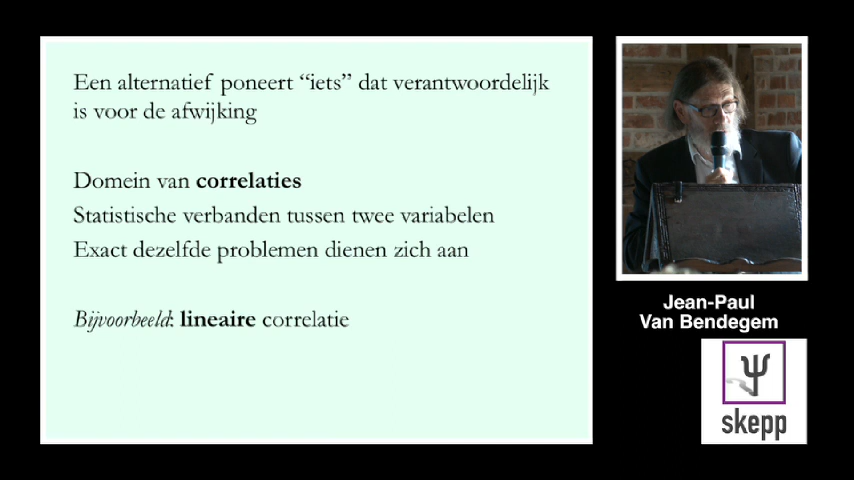 Een alternatief poneert “iets” dat verantwoordelijk
is voor de afwijking
Domein van correlaties
Statistische verbanden tussen twee variabelen
Exact dezelfde problemen dienen zich aan
Bijvoorbeeld: lineaire correlatie
Jean-Paul
Van Bendegem
skepp